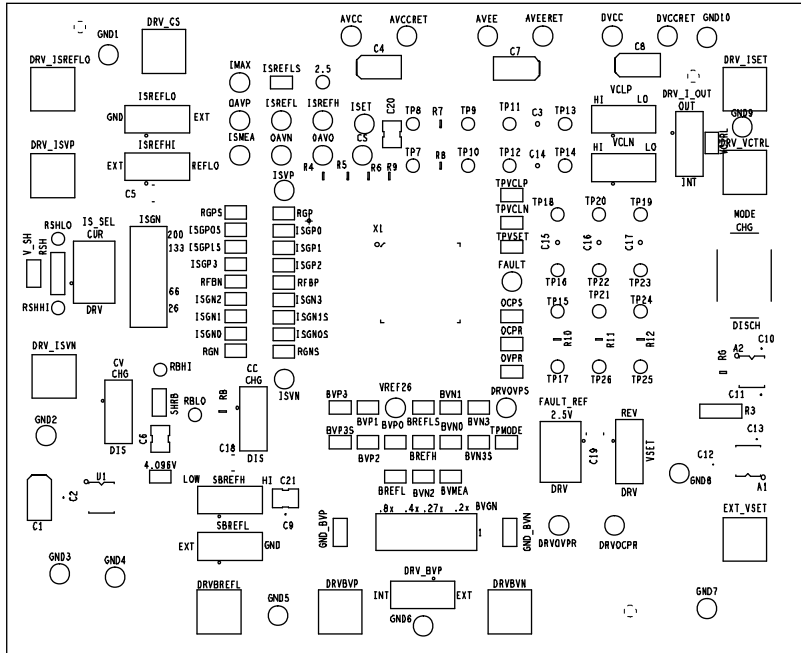 DRV_CS
AVCC
AVCCRET
AVEE
AVEERET
DVCC
DVCCRET
GND10
GND1
DRV_ISREFLO
IMAX
ISREFLS
2.5
C4
C7
C8
DRV_ISET
DRV_I_OUT
ISREFLO
GND
EXT
OAVP
ISREFL
ISREFH
ISET
C20
TP8
R7
TP9
TP11
C3
TP13
VCLP
HI
LO
OUT
GND9
ISREFHI
EXT
REFLO
ISMEA
OAVN
OAVO
CS
VCLN
HI
LO
VCTRL
DRV_VCTRL
DRV_ISVP
R4
R5
R6
R9
TP7
R8
TP10
TP12
C14
TP14
INT
C5
ISVP
TPVCLP
RGPS
RGP
TPVCLN
TP18
TP20
TP19
MODE
CHG
IS_SEL
CUR
ISGN
200
133
66
26
RSHLO
V_SH
RSH
RSHHI
DRV
ISGPOS
ISGP0
X1
TPVSET
C15
C16
C17
ISGP1S
ISGP1
ISGP3
ISGP2
FAULT
TP16
TP22
TP23
RFBN
RFBP
ISGN2
ISGN3
OCPS
TP15
TP21
TP24
ISGN1
ISGN1S
OCPR
R10
R11
R12
DISCH
ISGND
ISGNOS
C10
A2
RGN
RGNS
OVPR
RG
DRV_ISVN
CV
CHG
RBHI
CC
CHG
ISVN
TP17
TP26
TP25
C11
R3
SHRB
RBLO
RB
BVP3
BVP1
VREF26
BVPO
BREFLS
BVN1
BVN0
BVN3
DRVOVPS
FAULT_REF
2.5V
REV
VSET
GND2
DIS
C6
C18
DIS
BVP3S
BVP2
BREFH
BVN3S
TPMODE
C19
C13
C12
DRV
DRV
GND8
A1
4.096V
U1
LOW
SBREFH
HI
C21
BREFL
BVN2
BVMEA
C1
C2
C9
.8x
.4x
.27x
.2x
BVGN
1
GND_BVP
GND_BVN
EXT_VSET
SBREFL
EXT
GND
DRVOVPR
DRVOCPR
GND3
GND4
DRVBREFL
GND5
DRVBVP
DRV_BVP
INT
EXT
GND6
DRVBVN
GND7